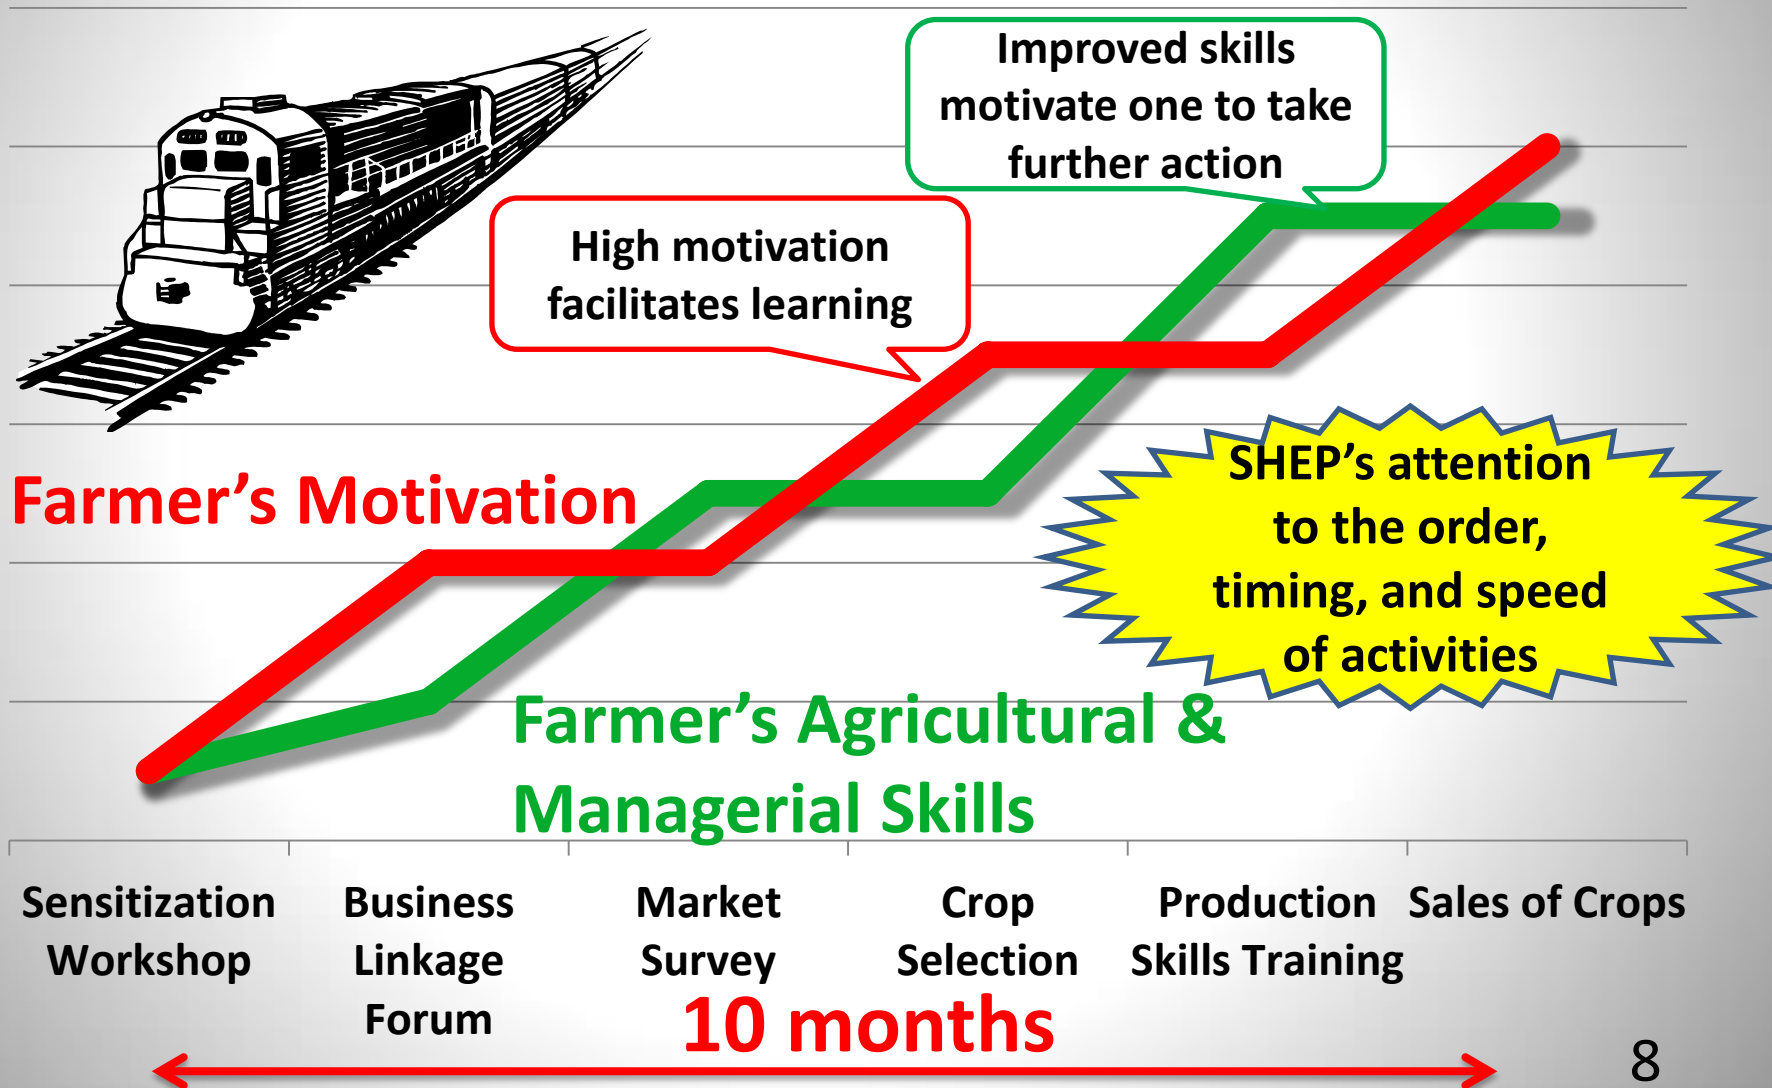 Improved skills
motivate one to take
further action
High motivation
facilitates learning
Farmer’s Motivation
SHEP’s attention
to the order,
timing, and speed
of activities
Farmer’s Agricultural &
Managerial Skills
Sensitization
Workshop
Business
Linkage
Forum
Market
Survey
Crop
Selection
Production
Skills Training
Sales of Crops
10 months
8